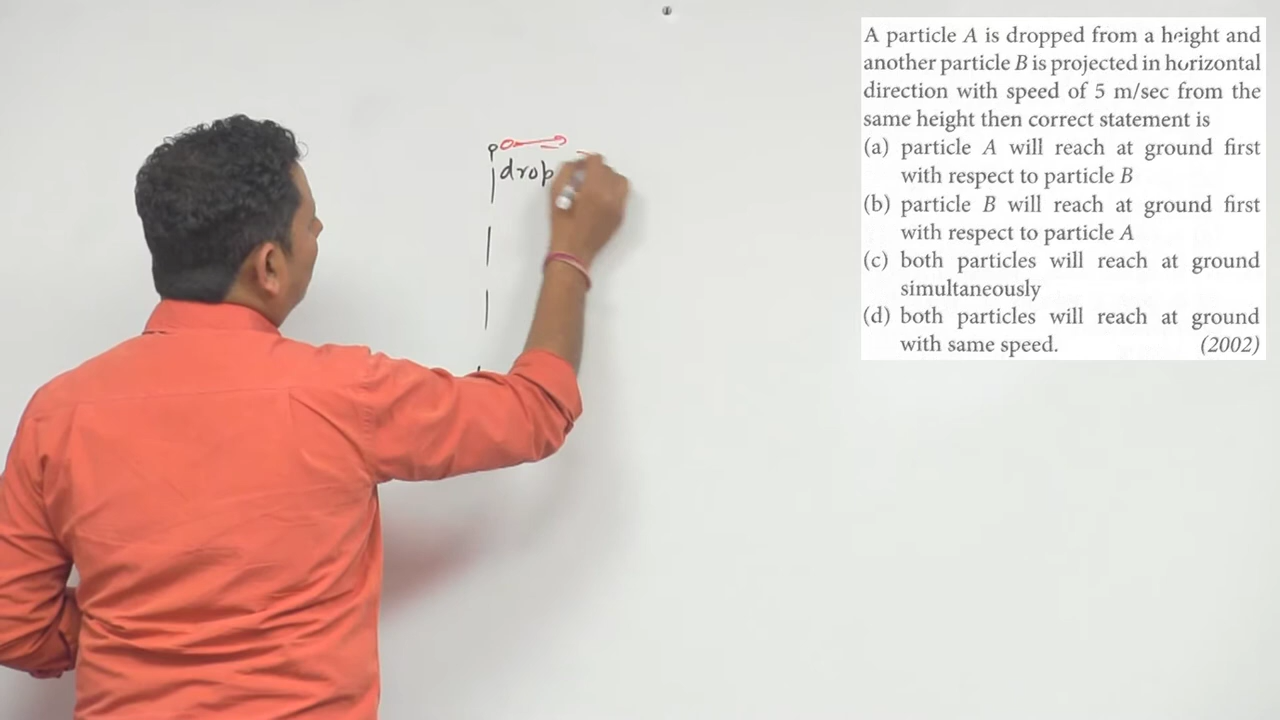 drop
A particle A is dropped from a height and
another particle B is projected in horizontal
direction with speed of 5 m/sec from the
same height then correct statement is
(a) particle A will reach at ground first
with respect to particle B
(b) particle B will reach at ground first
with respect to particle A
(c) both particles will reach at ground
simultaneously
(d) both particles will reach at ground
with same speed. (2002)